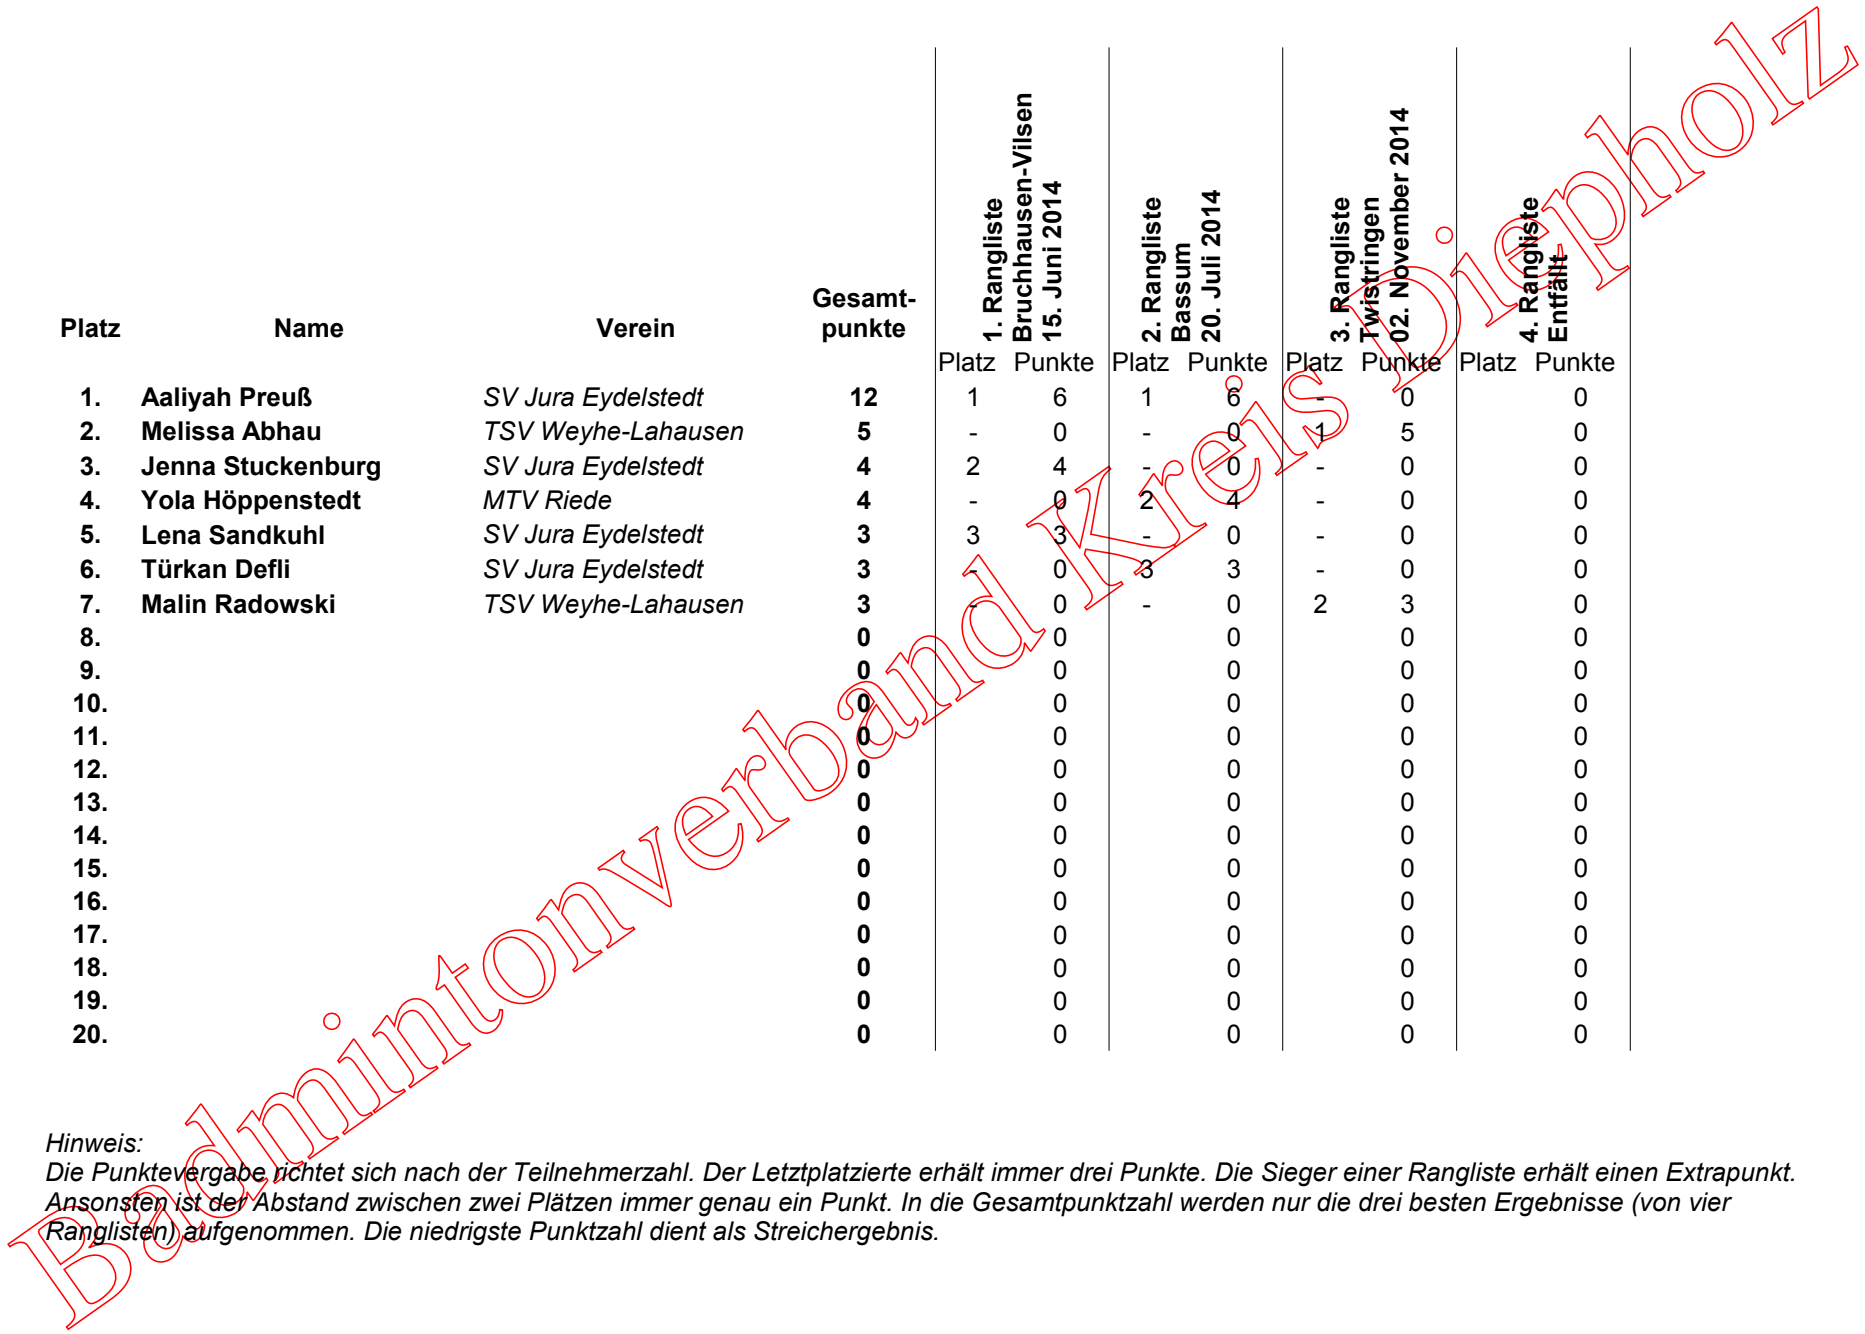 1. Rangliste
Bruchhausen-Vilsen
15. Juni 2014
2. Rangliste
Bassum
20. Juli 2014
3. Rangliste
Twistringen
02. November 2014
4. Rangliste
Entfällt
Platz Name Verein Gesamt-
punkte
Platz Punkte Platz Punkte Platz Punkte Platz Punkte
1. Aaliyah Preuß SV Jura Eydelstedt 12 1 6 1 6 - 0 0
2. Melissa Abhau TSV Weyhe-Lahausen 5 - 0 - 0 1 5 0
3. Jenna Stuckenburg SV Jura Eydelstedt 4 2 4 - 0 - 0 0
4. Yola Höppenstedt MTV Riede 4 - 0 2 4 - 0 0
5. Lena Sandkuhl SV Jura Eydelstedt 3 3 3 - 0 - 0 0
6. Türkan Defli SV Jura Eydelstedt 3 - 0 3 3 - 0 0
7. Malin Radowski TSV Weyhe-Lahausen 3 - 0 - 0 2 3 0
8. 0 0 0 0 0
9. 0 0 0 0 0
10. 0 0 0 0 0
11. 0 0 0 0 0
12. 0 0 0 0 0
13. 0 0 0 0 0
14. 0 0 0 0 0
15. 0 0 0 0 0
16. 0 0 0 0 0
17. 0 0 0 0 0
18. 0 0 0 0 0
19. 0 0 0 0 0
20. 0 0 0 0 0
Hinweis:
Die Punktevergabe richtet sich nach der Teilnehmerzahl. Der Letztplatzierte erhält immer drei Punkte. Die Sieger einer Rangliste erhält einen Extrapunkt.
Ansonsten ist der Abstand zwischen zwei Plätzen immer genau ein Punkt. In die Gesamtpunktzahl werden nur die drei besten Ergebnisse (von vier
Ranglisten) aufgenommen. Die niedrigste Punktzahl dient als Streichergebnis.
Badmintonverband Kreis Diepholz